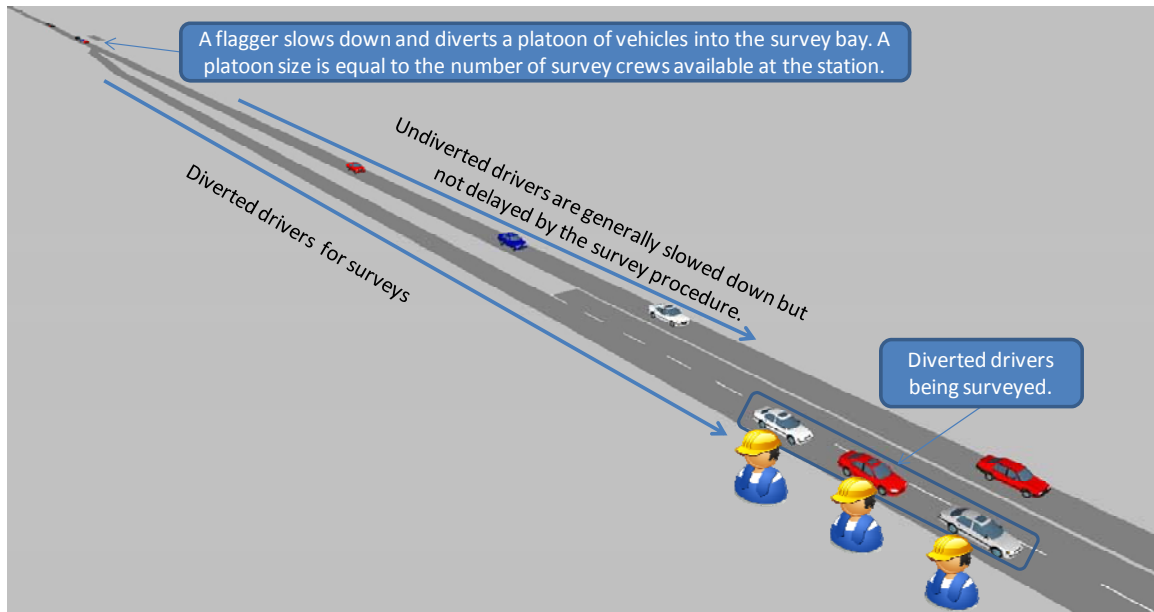 A flagger slows down and diverts a platoon of vehicles into the survey bay. A
platoon size is equal to the number of survey crews available at the station.
Undiverted drivers are generally slowed down but
not delayed by the survey procedure.
Diverted drivers for surveys
Diverted drivers
being surveyed.